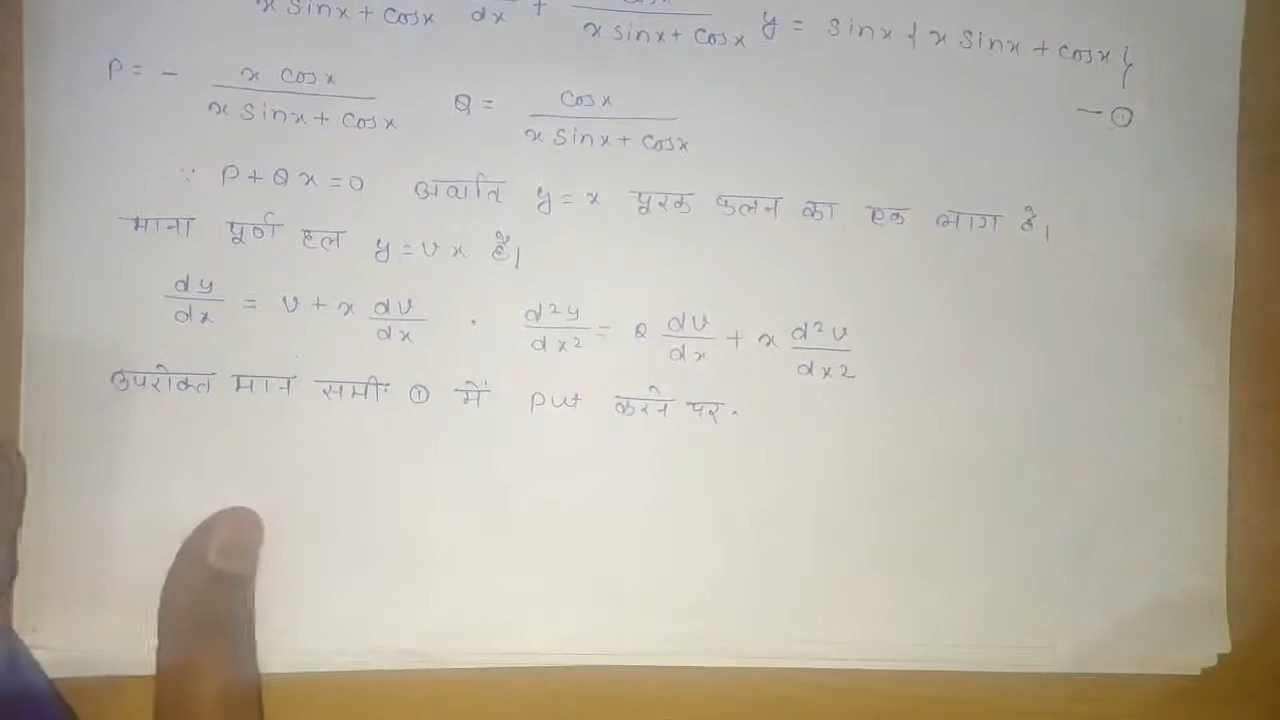 x sinx + cosx dx + x sinx + cosx y = sinx { x sinx + cosx }
P = - x cosx / x sinx + cosx Q = cosx / x sinx + cosx - ①
∵ P + Qx = 0 अर्थात y = x पूरक फलन का एक भाग है।
माना पूर्ण हल y = vx है।
dy/dx = v + x dv/dx . d²y/dx2 = 2 dv/dx + x d²v/dx2
उपरोक्त मान समी. ① में put करने पर.